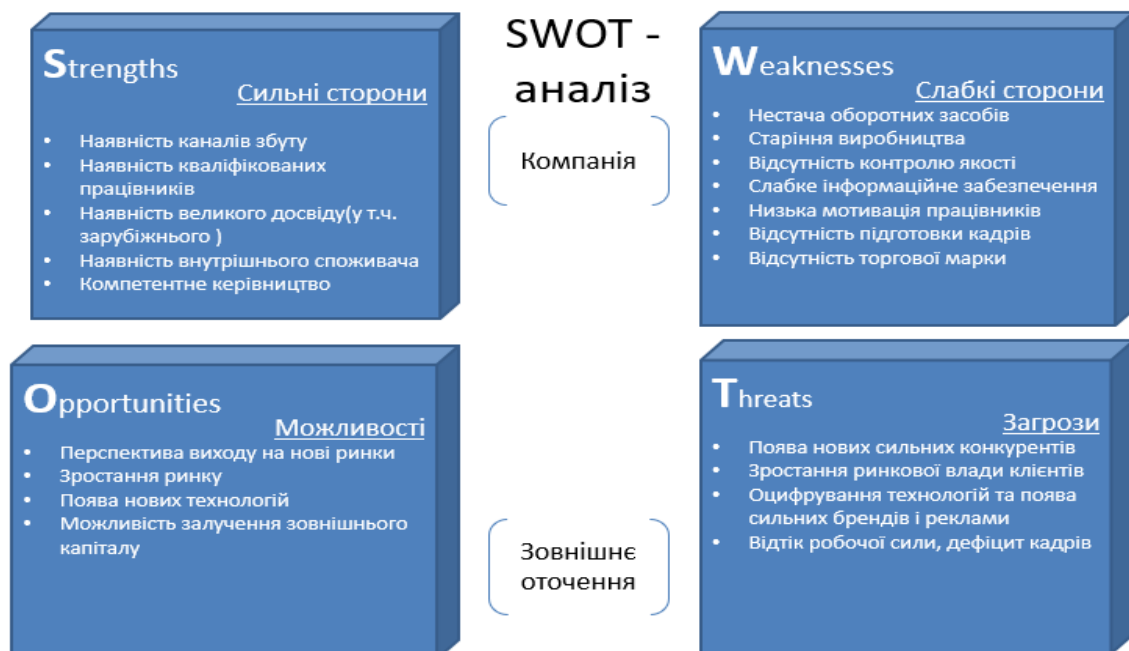 SWOT -
аналіз
Strengths
Сильні сторони
• Наявність каналів збуту
• Наявність кваліфікованих
працівників
• Наявність великого досвіду(у т.ч.
зарубіжного )
• Наявність внутрішнього споживача
• Компетентне керівництво
Компанія
Weaknesses
Слабкі сторони
• Нестача оборотних засобів
• Старіння виробництва
• Відсутність контролю якості
• Слабке інформаційне забезпечення
• Низька мотивація працівників
• Відсутність підготовки кадрів
• Відсутність торгової марки
Opportunities
Можливості
• Перспектива виходу на нові ринки
• Зростання ринку
• Поява нових технологій
• Можливість залучення зовнішнього
капіталу
Зовнішнє
оточення
Threats
Загрози
• Поява нових сильних конкурентів
• Зростання ринкової влади клієнтів
• Оцифрування технологій та поява
сильних брендів і реклами
• Відтік робочої сили, дефіцит кадрів